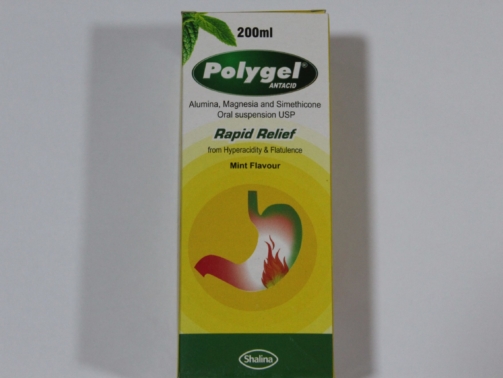 200ml
Polygel®
ANTACID
Alumina, Magnesia and Simethicone
Oral suspension USP
Rapid Relief
from Hyperacidity & Flatulence
Mint Flavour
Shalina